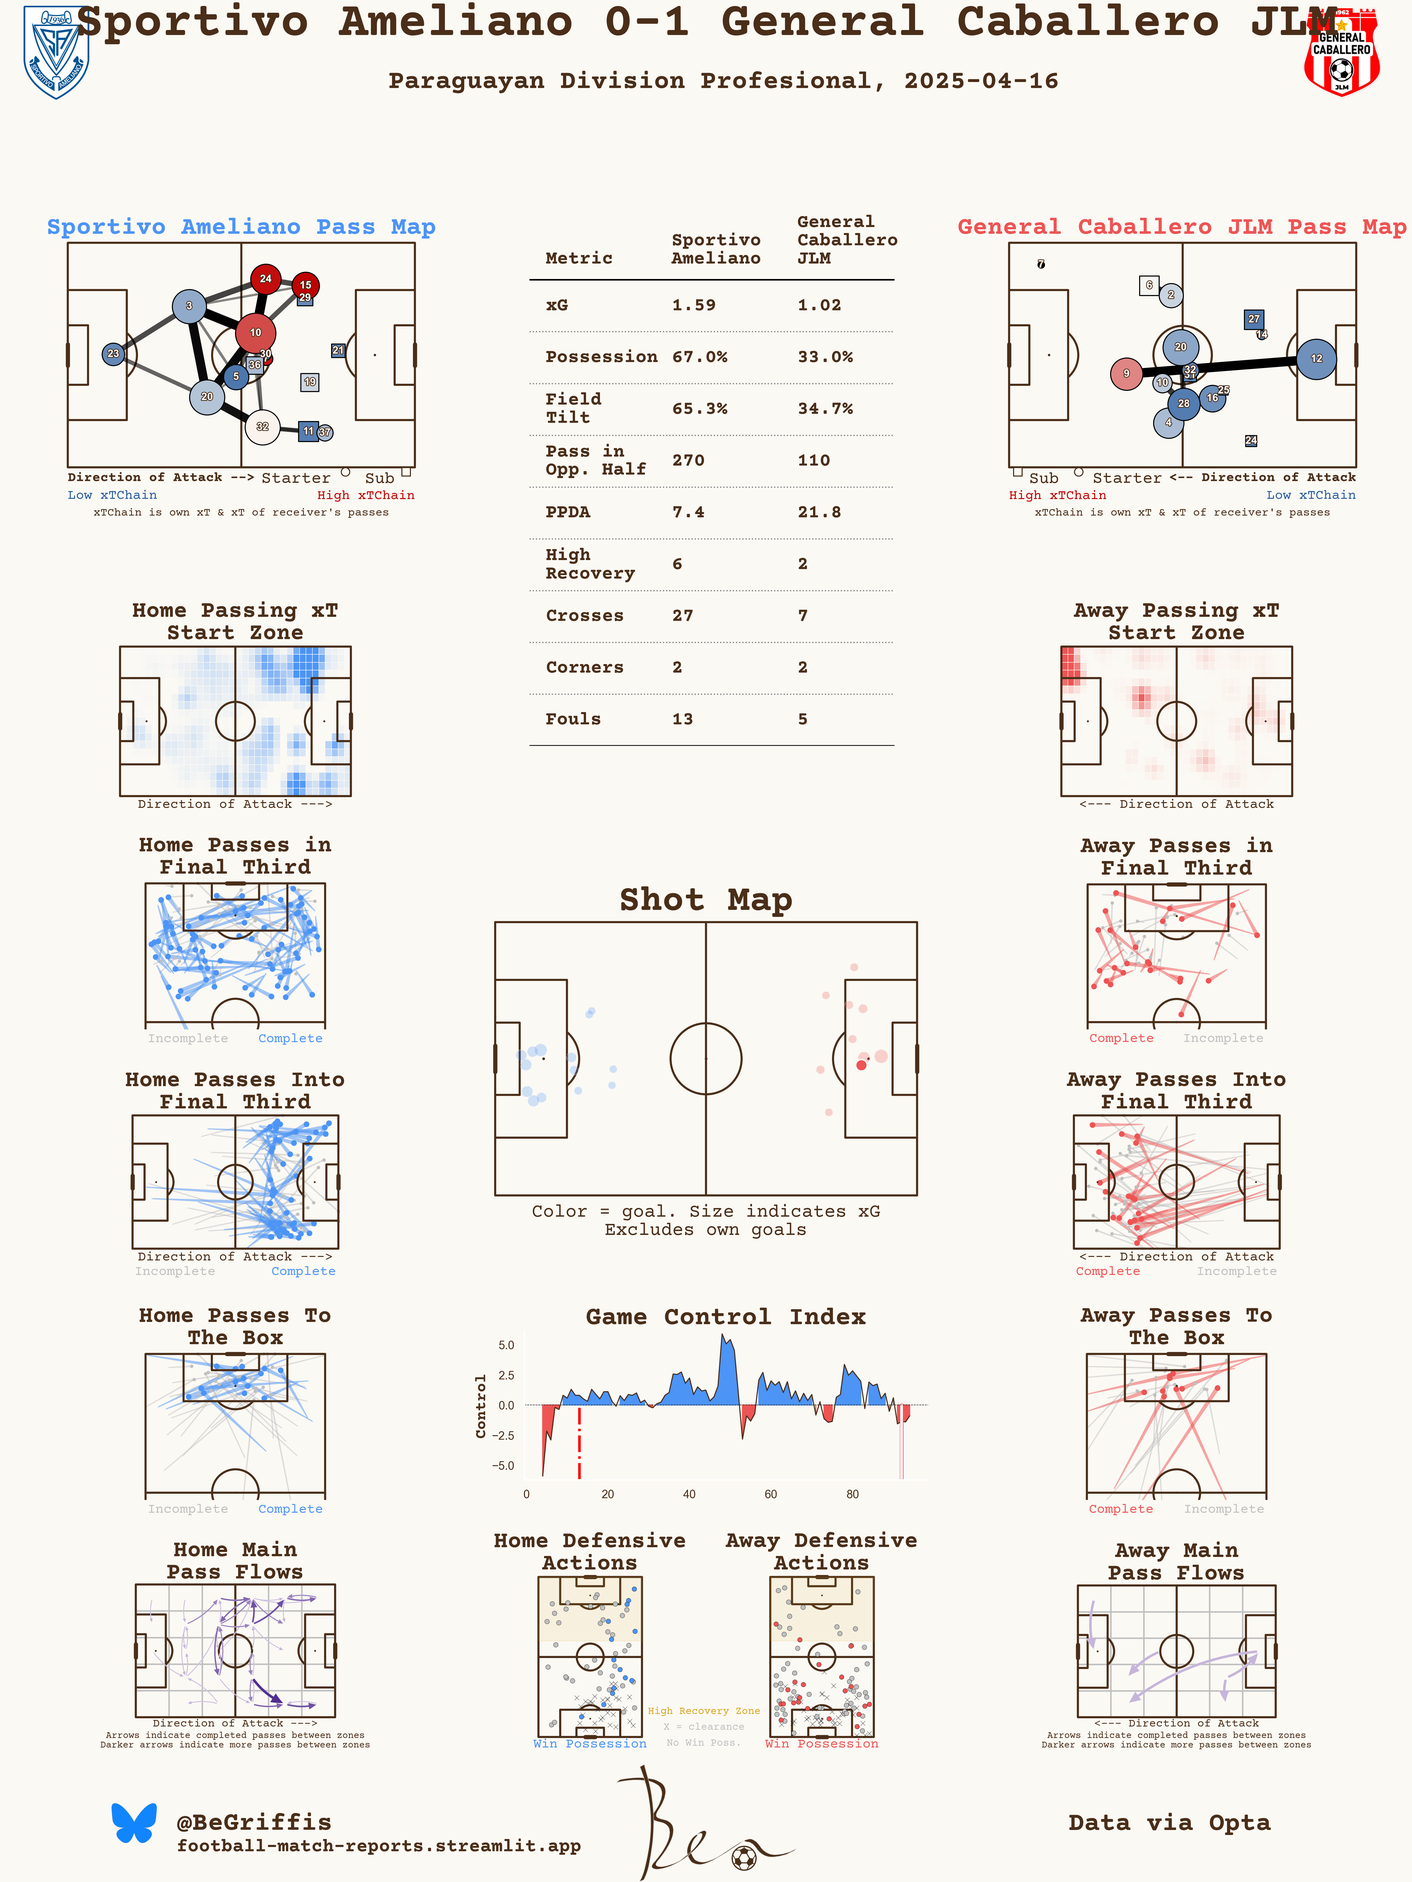 Sportivo Ameliano 0-1 General Caballero JLM
Paraguayan Division Profesional, 2025-04-16
1936
SPORTIVO AMELIANO
1962
GENERAL
CABALLERO
JLM
Sportivo Ameliano Pass Map
23
3
20
24
15
29
10
30
36
5
21
19
32
11
37
Direction of Attack --> Starter Sub
Low xTChain High xTChain
xTChain is own xT & xT of receiver's passes
Metric Sportivo Ameliano General Caballero JLM
xG 1.59 1.02
Possession 67.0% 33.0%
Field Tilt 65.3% 34.7%
Pass in Opp. Half 270 110
PPDA 7.4 21.8
High Recovery 6 2
Crosses 27 7
Corners 2 2
Fouls 13 5
General Caballero JLM Pass Map
7
6
2
27
14
20
12
9
32
10
25
16
28
4
24
Sub Starter <-- Direction of Attack
High xTChain Low xTChain
xTChain is own xT & xT of receiver's passes
Home Passing xT
Start Zone
Direction of Attack --->
Away Passing xT
Start Zone
<--- Direction of Attack
Home Passes in
Final Third
Incomplete Complete
Away Passes in
Final Third
Complete Incomplete
Shot Map
Color = goal. Size indicates xG
Excludes own goals
Home Passes Into
Final Third
Direction of Attack --->
Incomplete Complete
Away Passes Into
Final Third
<--- Direction of Attack
Complete Incomplete
Home Passes To
The Box
Incomplete Complete
Game Control Index
Control
5.0
2.5
0.0
−2.5
−5.0
0 20 40 60 80
Away Passes To
The Box
Complete Incomplete
Home Main
Pass Flows
Direction of Attack --->
Arrows indicate completed passes between zones
Darker arrows indicate more passes between zones
Home Defensive
Actions
Win Possession
Away Defensive
Actions
Win Possession
High Recovery Zone
X = clearance
No Win Poss.
Away Main
Pass Flows
<--- Direction of Attack
Arrows indicate completed passes between zones
Darker arrows indicate more passes between zones
@BeGriffis
football-match-reports.streamlit.app
Ben
Data via Opta